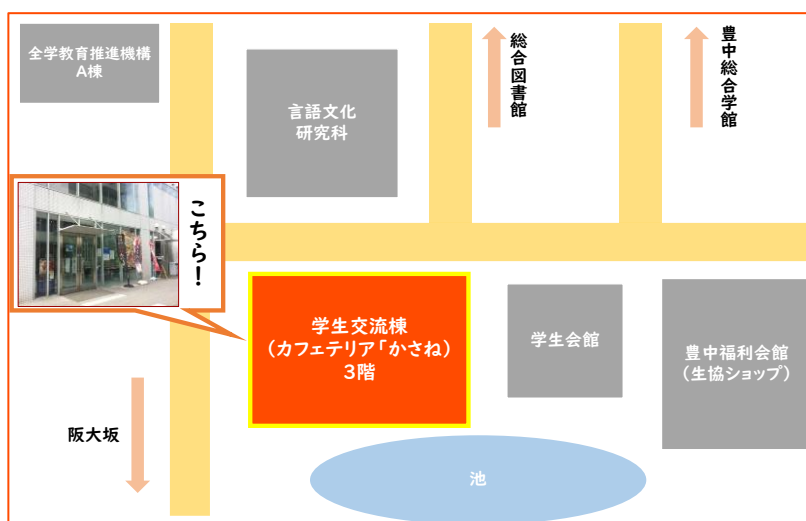 全学教育推進機構
A棟
言語文化
研究科
総合図書館
豊中総合学館
こちら！
学生交流棟
（カフェテリア「かさね）
3階
学生会館
豊中福利会館
（生協ショップ）
阪大坂
池